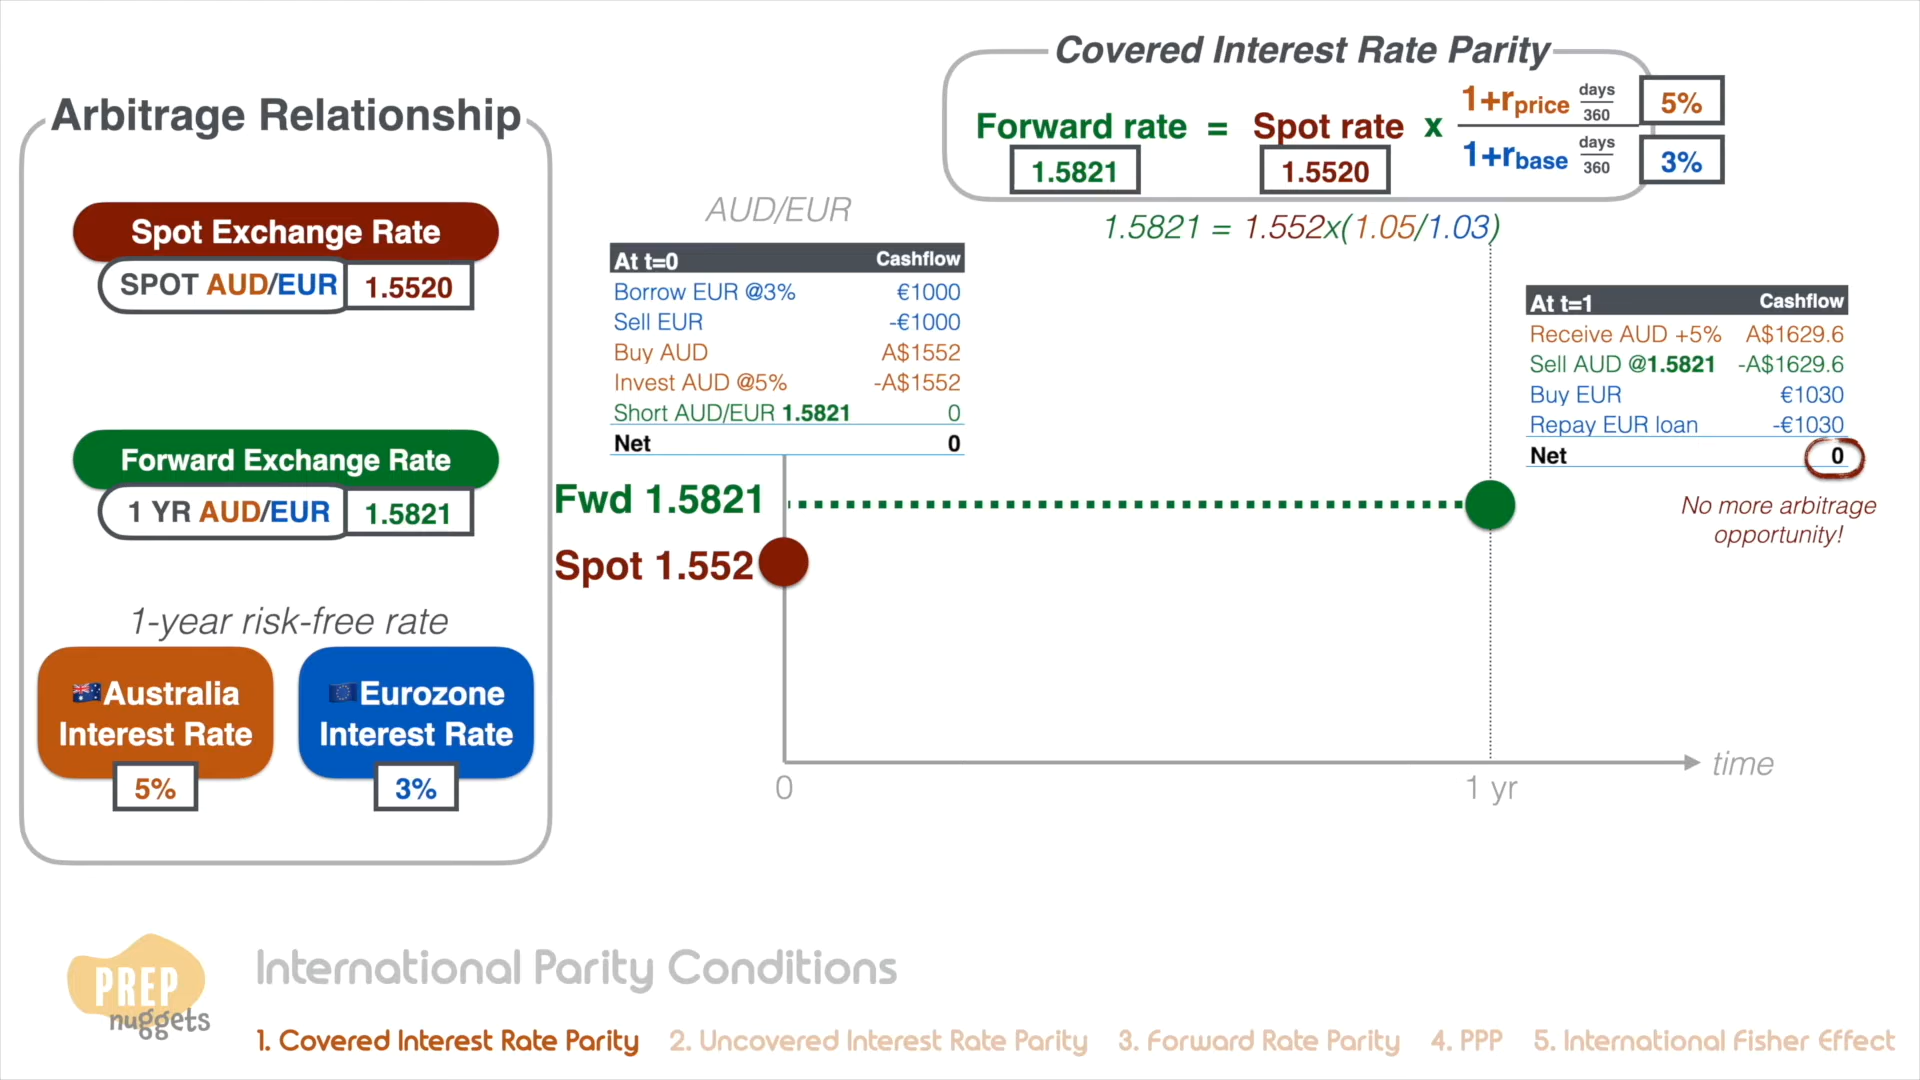 Arbitrage Relationship
Spot Exchange Rate
SPOT AUD/EUR 1.5520
Forward Exchange Rate
1 YR AUD/EUR 1.5821
1-year risk-free rate
Australia
Interest Rate
5%
Eurozone
Interest Rate
3%
Covered Interest Rate Parity
Forward rate = Spot rate x 1+rprice days/360 5%
1+rbase days/360 3%
1.5821 1.5520
1.5821 = 1.552x(1.05/1.03)
AUD/EUR
At t=0 Cashflow
Borrow EUR @3% €1000
Sell EUR -€1000
Buy AUD A$1552
Invest AUD @5% -A$1552
Short AUD/EUR 1.5821 0
Net 0
Fwd 1.5821
Spot 1.552
At t=1 Cashflow
Receive AUD +5% A$1629.6
Sell AUD @1.5821 -A$1629.6
Buy EUR €1030
Repay EUR loan -€1030
Net 0
No more arbitrage
opportunity!
time
0 1 yr
PREP
nuggets
International Parity Conditions
1. Covered Interest Rate Parity 2. Uncovered Interest Rate Parity 3. Forward Rate Parity 4. PPP 5. International Fisher Effect